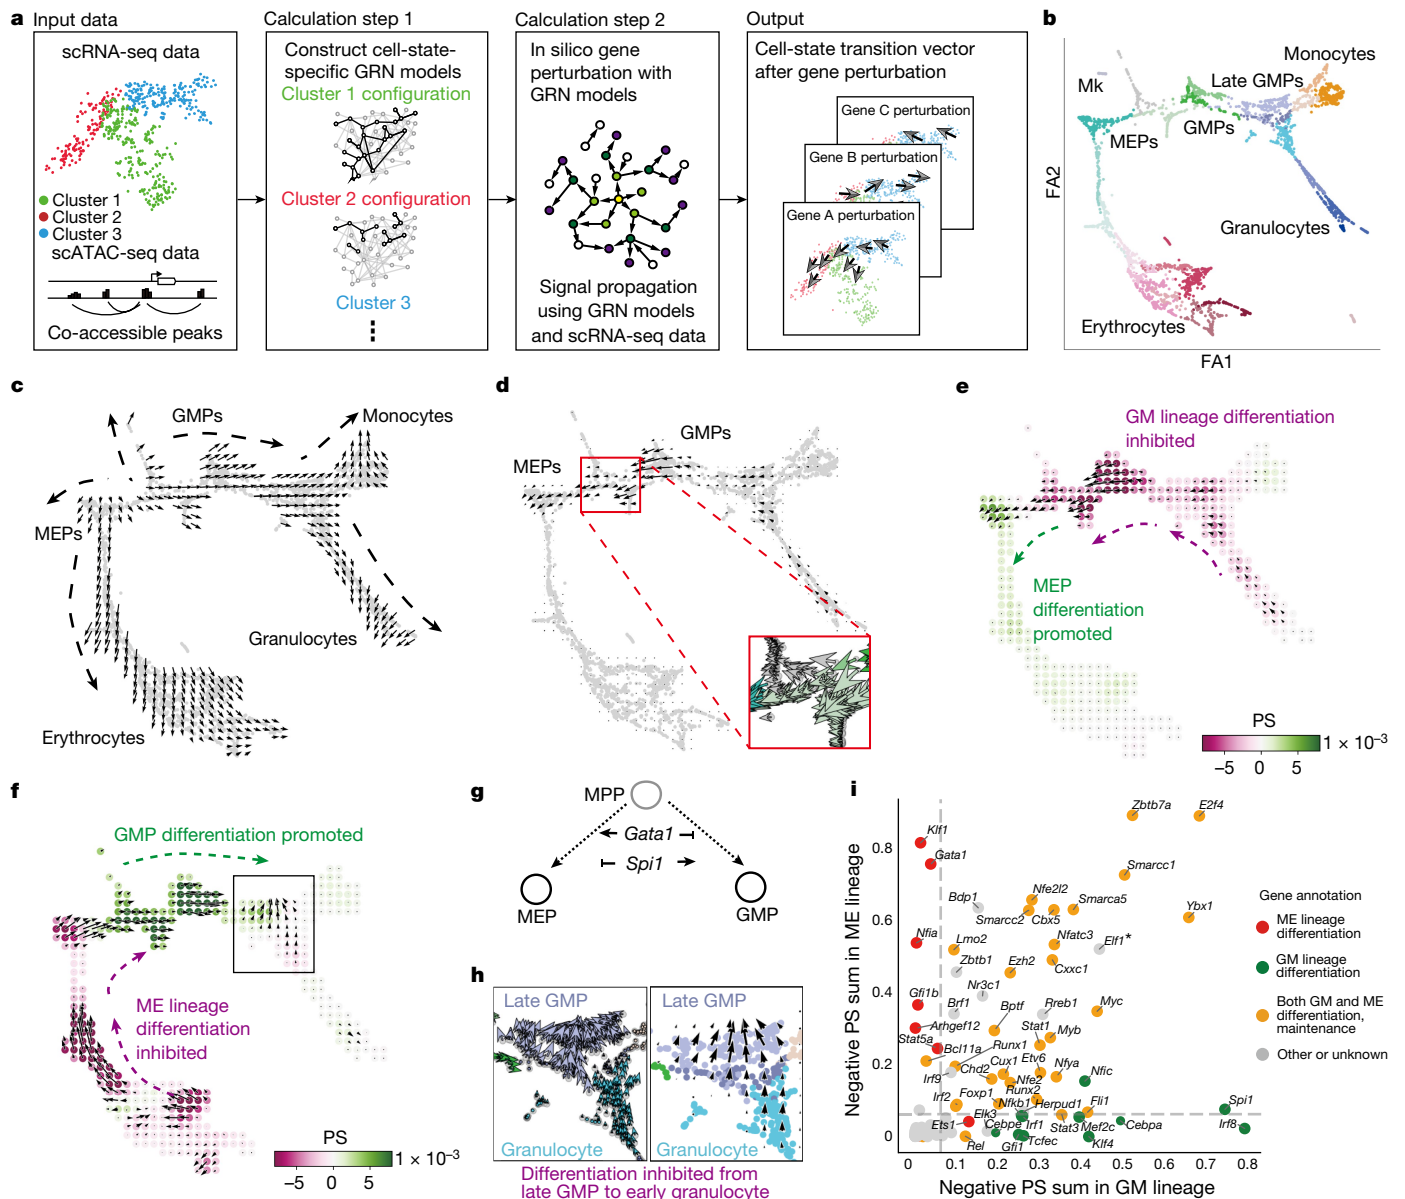 a Input data
scRNA-seq data
Cluster 1
Cluster 2
Cluster 3
scATAC-seq data
Co-accessible peaks
Calculation step 1
Construct cell-state-
specific GRN models
Cluster 1 configuration
Cluster 2 configuration
Cluster 3
Calculation step 2
In silico gene
perturbation with
GRN models
Signal propagation
using GRN models
and scRNA-seq data
Output
Cell-state transition vector
after gene perturbation
Gene C perturbation
Gene B perturbation
Gene A perturbation
b
Monocytes
Late GMPs
Mk
GMPs
MEPs
Granulocytes
Erythrocytes
FA2
FA1
c
GMPs
Monocytes
MEPs
Granulocytes
Erythrocytes
d
GMPs
MEPs
e
GM lineage differentiation
inhibited
MEP
differentiation
promoted
PS
1 × 10⁻³
−5 0 5
f
GMP differentiation promoted
ME lineage
differentiation
inhibited
PS
1 × 10⁻³
−5 0 5
g
MPP
Gata1
Spi1
MEP
GMP
h
Late GMP
Granulocyte
Late GMP
Granulocyte
Differentiation inhibited from
late GMP to early granulocyte
i
Negative PS sum in ME lineage
0.8
0.6
0.4
0.2
0
0 0.1 0.2 0.3 0.4 0.5 0.6 0.7 0.8
Negative PS sum in GM lineage
Zbtb7a
E2f4
Klf1
Gata1
Smarcc1
Bdp1
Nfe2l2
Smarca5
Smarcc2
Cbx5
Ybx1
Nfia
Lmo2
Nfatc3
Elf1*
Zbtb1
Ezh2
Cxxc1
Gfi1b
Nr3c1
Brf1
Bptf
Rreb1
Myc
Arhgef12
Stat1
Myb
Stat5a
Bcl11a
Runx1
Irf9
Chd2
Cux1
Etv6
Nfya
Nfic
Nfe2
Runx2
Irf2
Foxp1
Nfkb1
Herpud1
Fli1
Spi1
Ets1
Elk3
Cebpe
Irf1
Stat3
Mef2c
Cebpa
Irf8
Rel
Gfi1
Tcfec
Klf4
Gene annotation
ME lineage
differentiation
GM lineage
differentiation
Both GM and ME
differentiation,
maintenance
Other or unknown